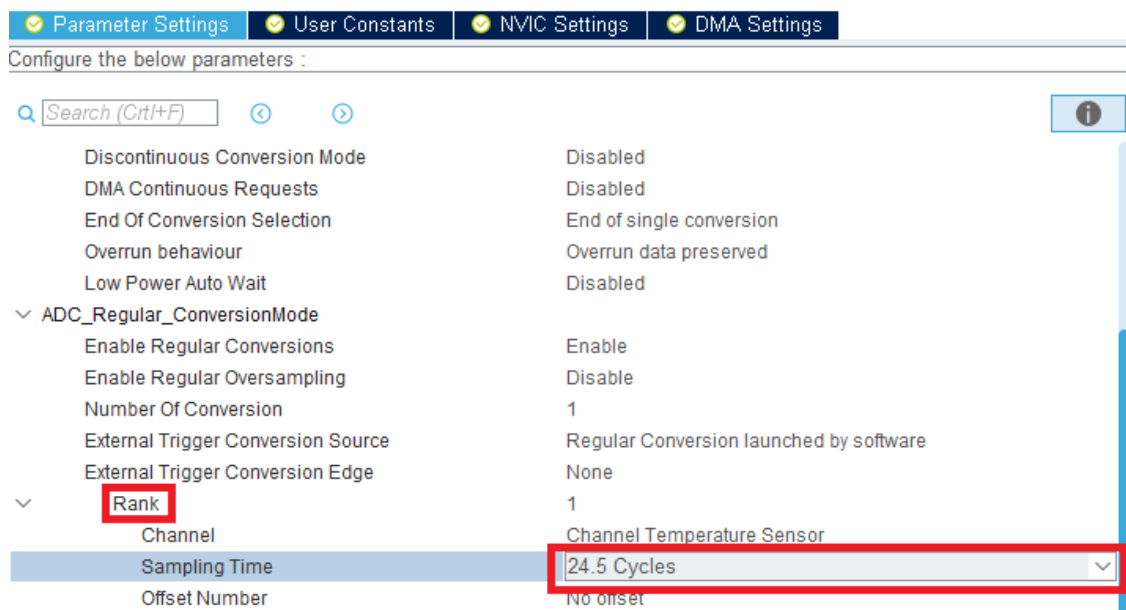 Parameter Settings User Constants NVIC Settings DMA Settings
Configure the below parameters :
Search (Crtl+F)
Discontinuous Conversion Mode Disabled
DMA Continuous Requests Disabled
End Of Conversion Selection End of single conversion
Overrun behaviour Overrun data preserved
Low Power Auto Wait Disabled
ADC_Regular_ConversionMode
Enable Regular Conversions Enable
Enable Regular Oversampling Disable
Number Of Conversion 1
External Trigger Conversion Source Regular Conversion launched by software
External Trigger Conversion Edge None
Rank 1
Channel Channel Temperature Sensor
Sampling Time 24.5 Cycles
Offset Number No offset